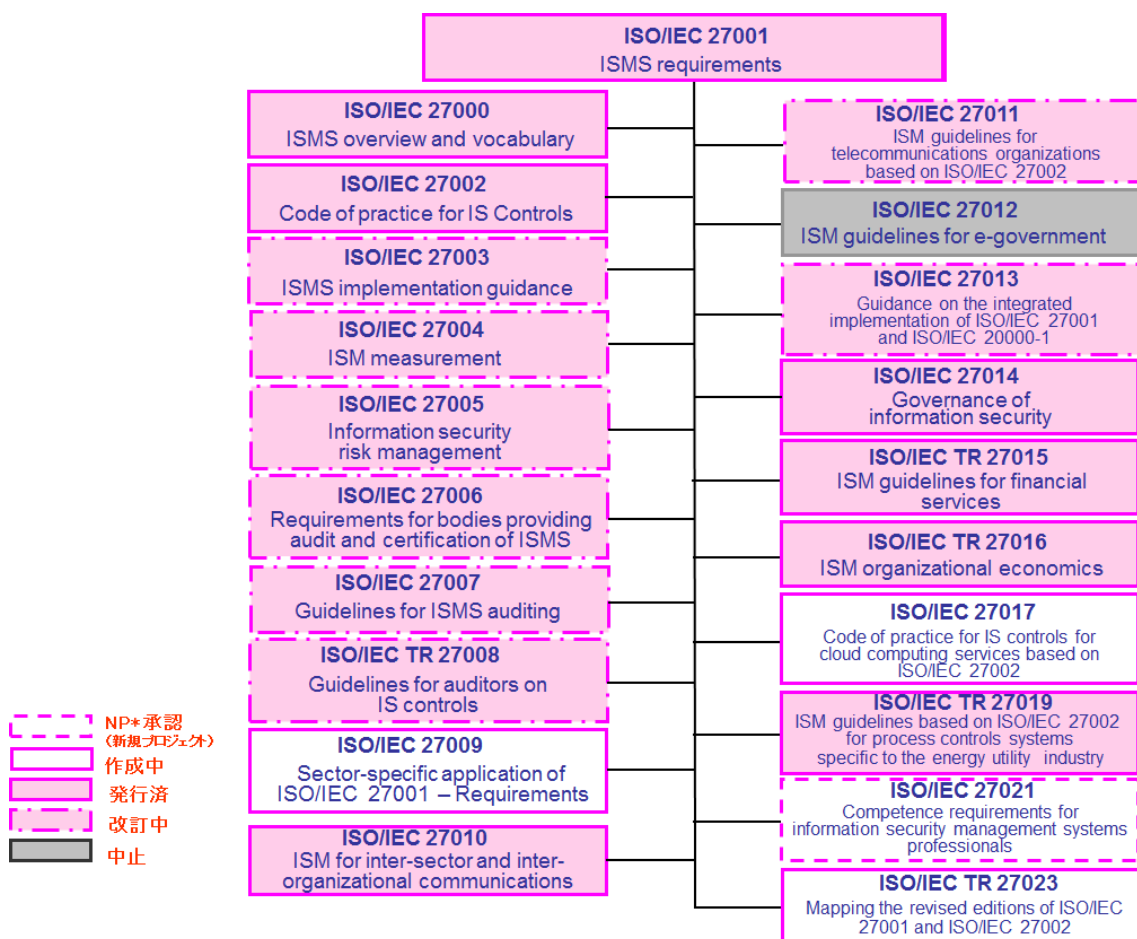 ISO/IEC 27001
ISMS requirements
ISO/IEC 27000
ISMS overview and vocabulary
ISO/IEC 27002
Code of practice for IS Controls
ISO/IEC 27003
ISMS implementation guidance
ISO/IEC 27004
ISM measurement
ISO/IEC 27005
Information security
risk management
ISO/IEC 27006
Requirements for bodies providing
audit and certification of ISMS
ISO/IEC 27007
Guidelines for ISMS auditing
ISO/IEC TR 27008
Guidelines for auditors on
IS controls
ISO/IEC 27009
Sector-specific application of
ISO/IEC 27001 – Requirements
ISO/IEC 27010
ISM for inter-sector and inter-
organizational communications
ISO/IEC 27011
ISM guidelines for
telecommunications organizations
based on ISO/IEC 27002
ISO/IEC 27012
ISM guidelines for e-government
ISO/IEC 27013
Guidance on the integrated
implementation of ISO/IEC 27001
and ISO/IEC 20000-1
ISO/IEC 27014
Governance of
information security
ISO/IEC TR 27015
ISM guidelines for financial
services
ISO/IEC TR 27016
ISM organizational economics
ISO/IEC 27017
Code of practice for IS controls for
cloud computing services based on
ISO/IEC 27002
ISO/IEC TR 27019
ISM guidelines based on ISO/IEC 27002
for process controls systems
specific to the energy utility industry
ISO/IEC 27021
Competence requirements for
information security management systems
professionals
ISO/IEC TR 27023
Mapping the revised editions of ISO/IEC
27001 and ISO/IEC 27002
NP*承認
(新規プロジェクト)
作成中
発行済
改訂中
中止